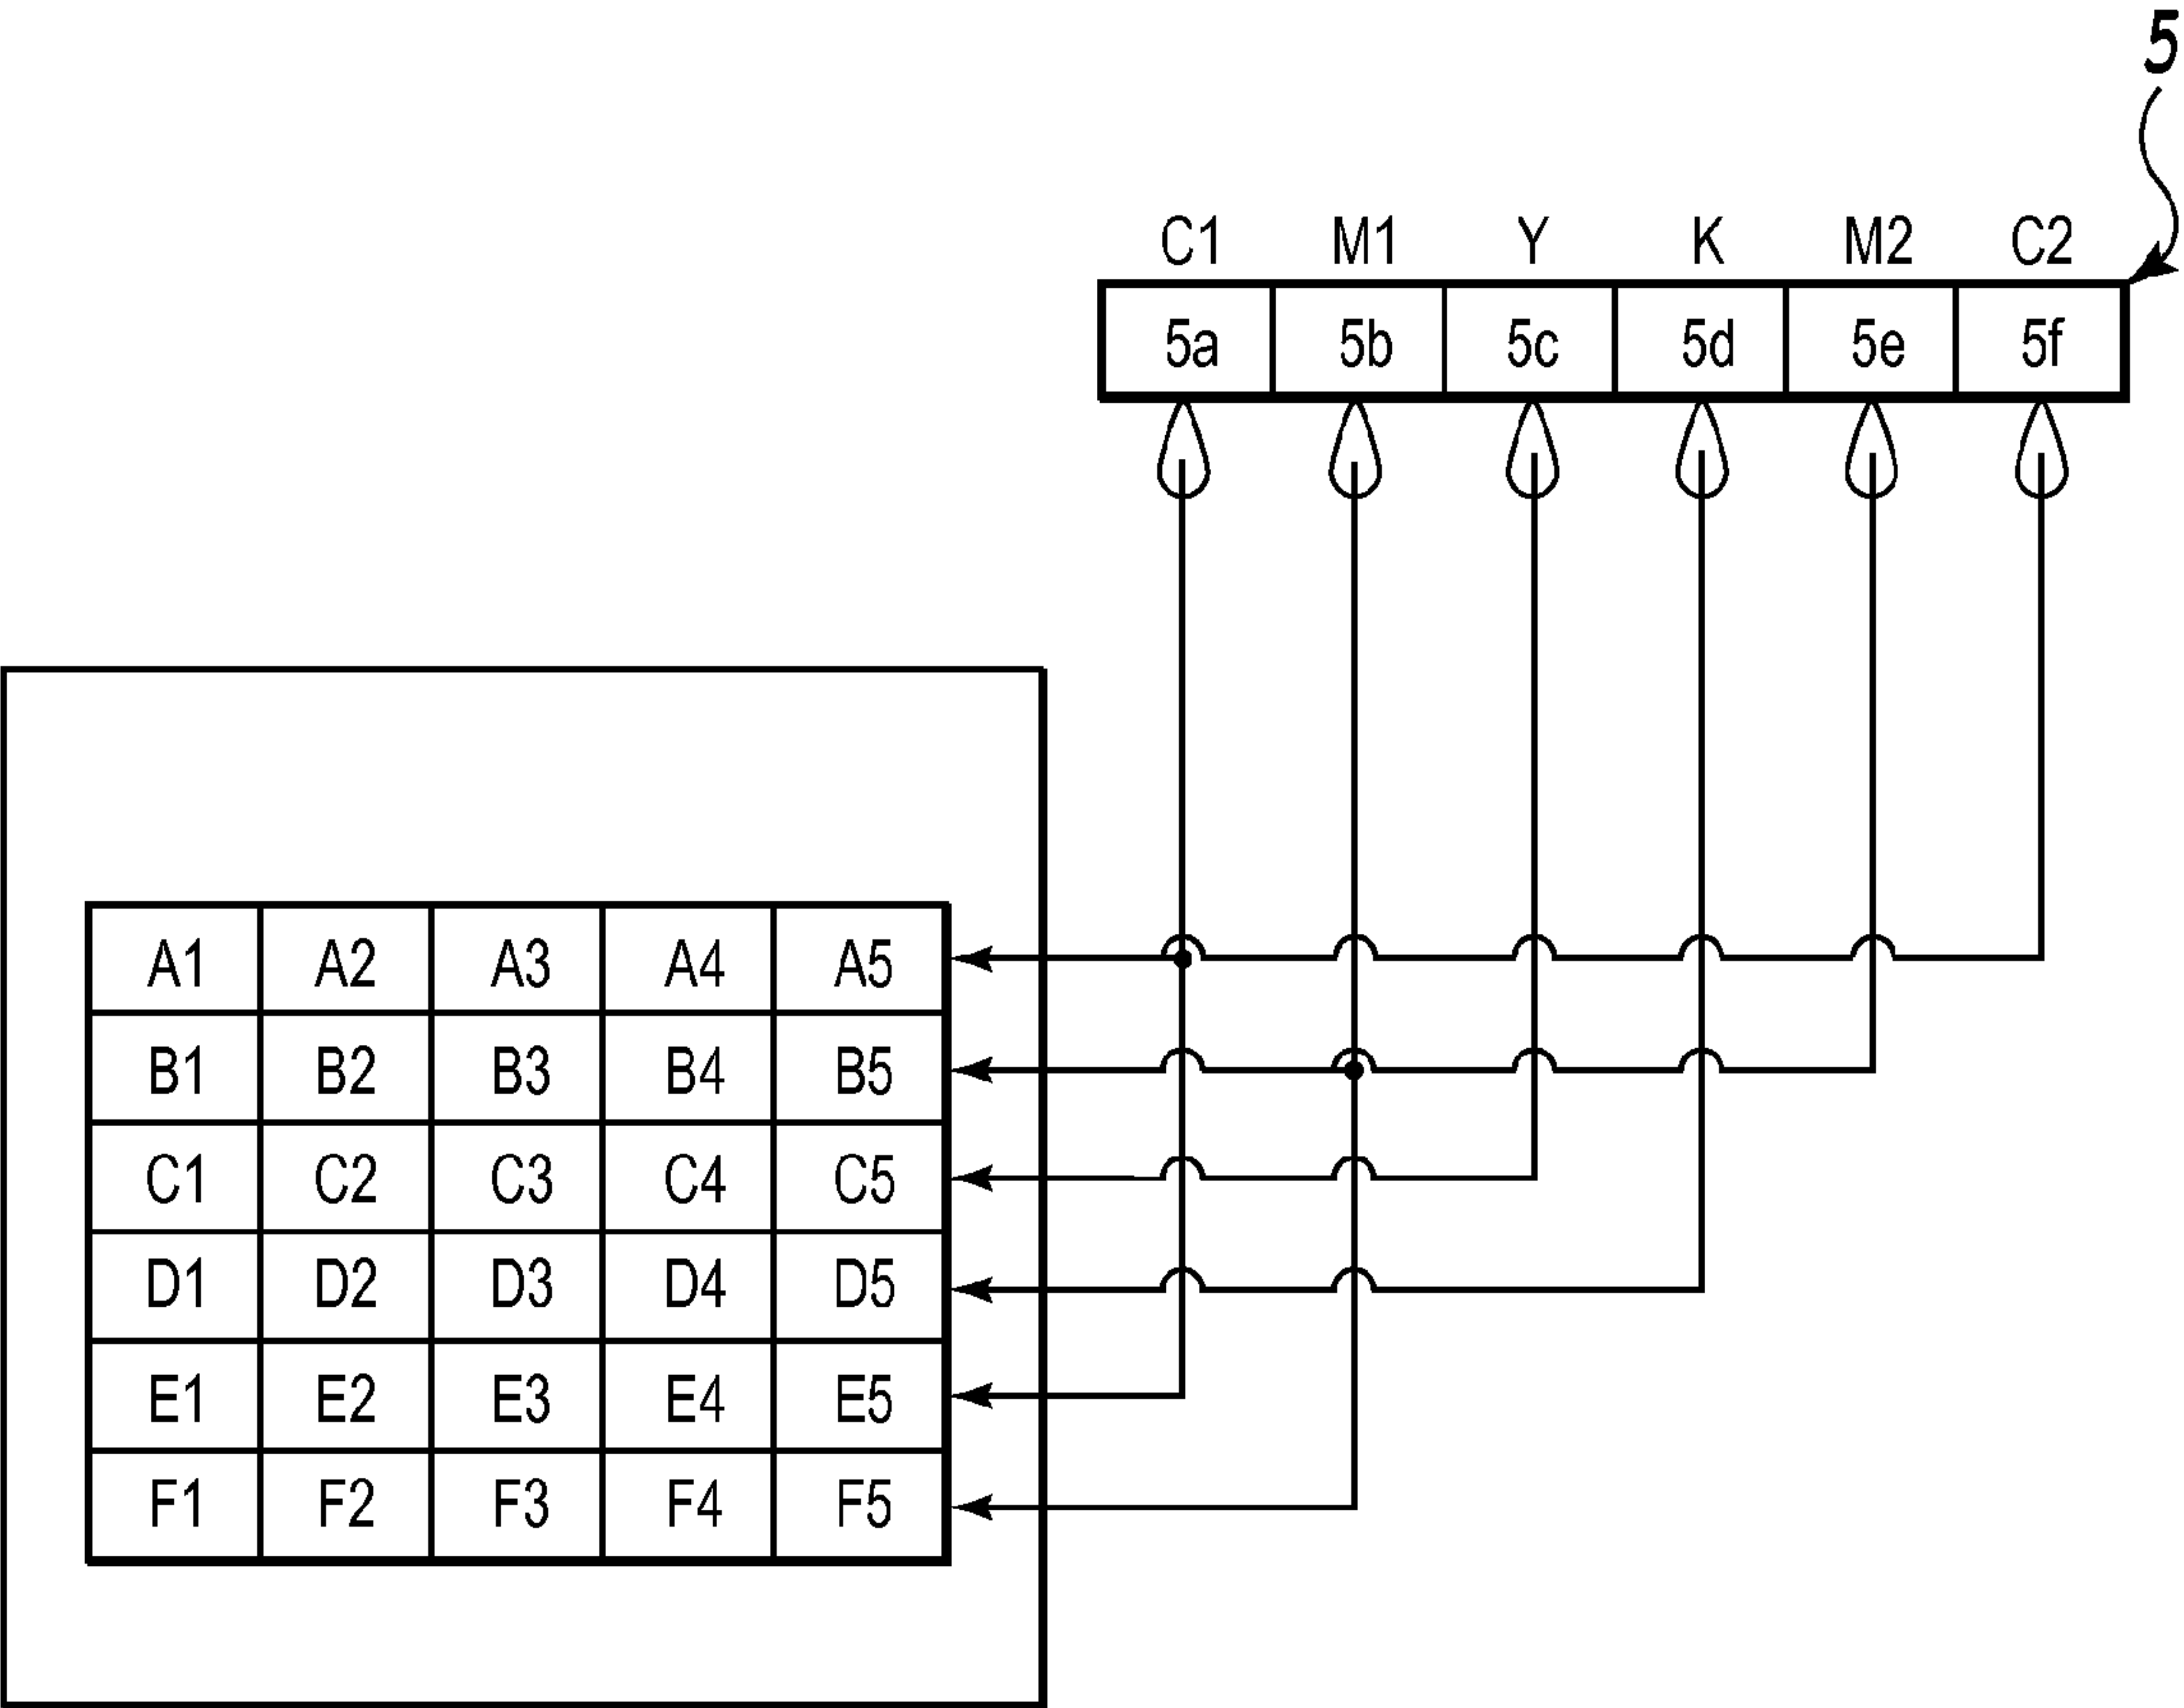 5
C1 M1 Y K M2 C2
5a 5b 5c 5d 5e 5f
A1 A2 A3 A4 A5
B1 B2 B3 B4 B5
C1 C2 C3 C4 C5
D1 D2 D3 D4 D5
E1 E2 E3 E4 E5
F1 F2 F3 F4 F5